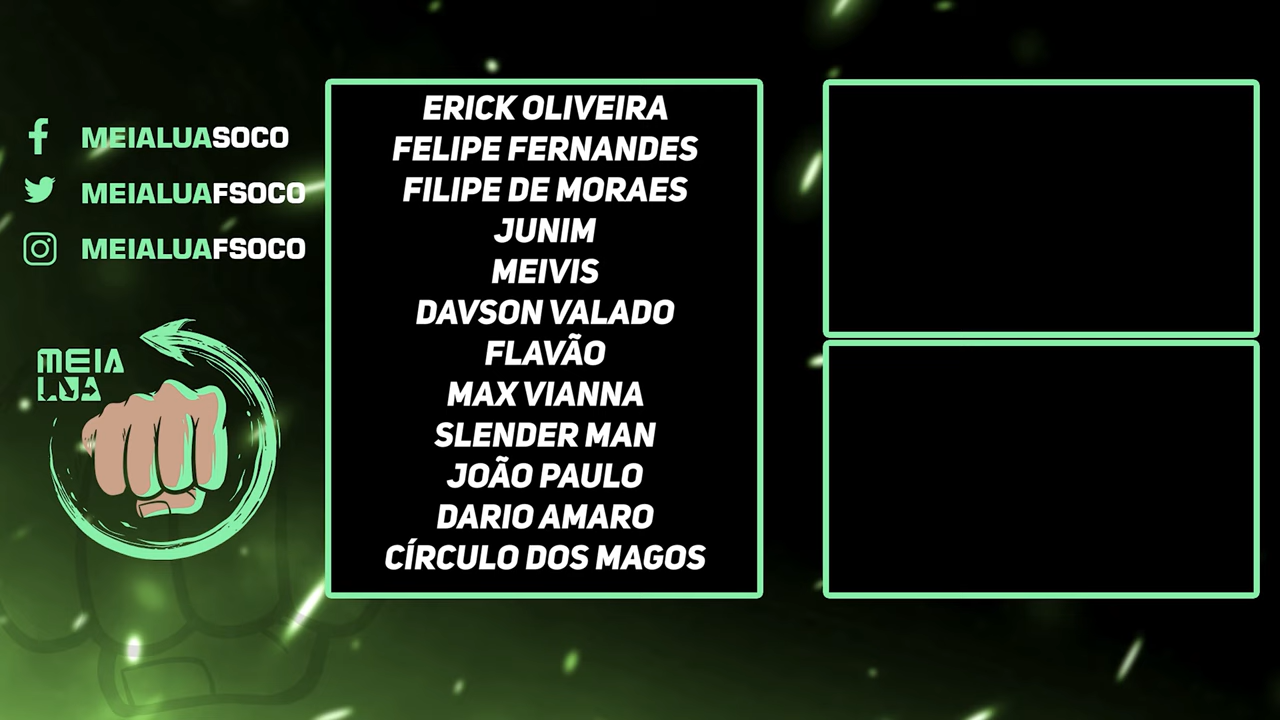 MEIALUASOCO
MEIALUAFSOCO
MEIALUAFSOCO
MEIA
LUA
ERICK OLIVEIRA
FELIPE FERNANDES
FILIPE DE MORAES
JUNIM
MEIVIS
DAVSON VALADO
FLAVÃO
MAX VIANNA
SLENDER MAN
JOÃO PAULO
DARIO AMARO
CÍRCULO DOS MAGOS